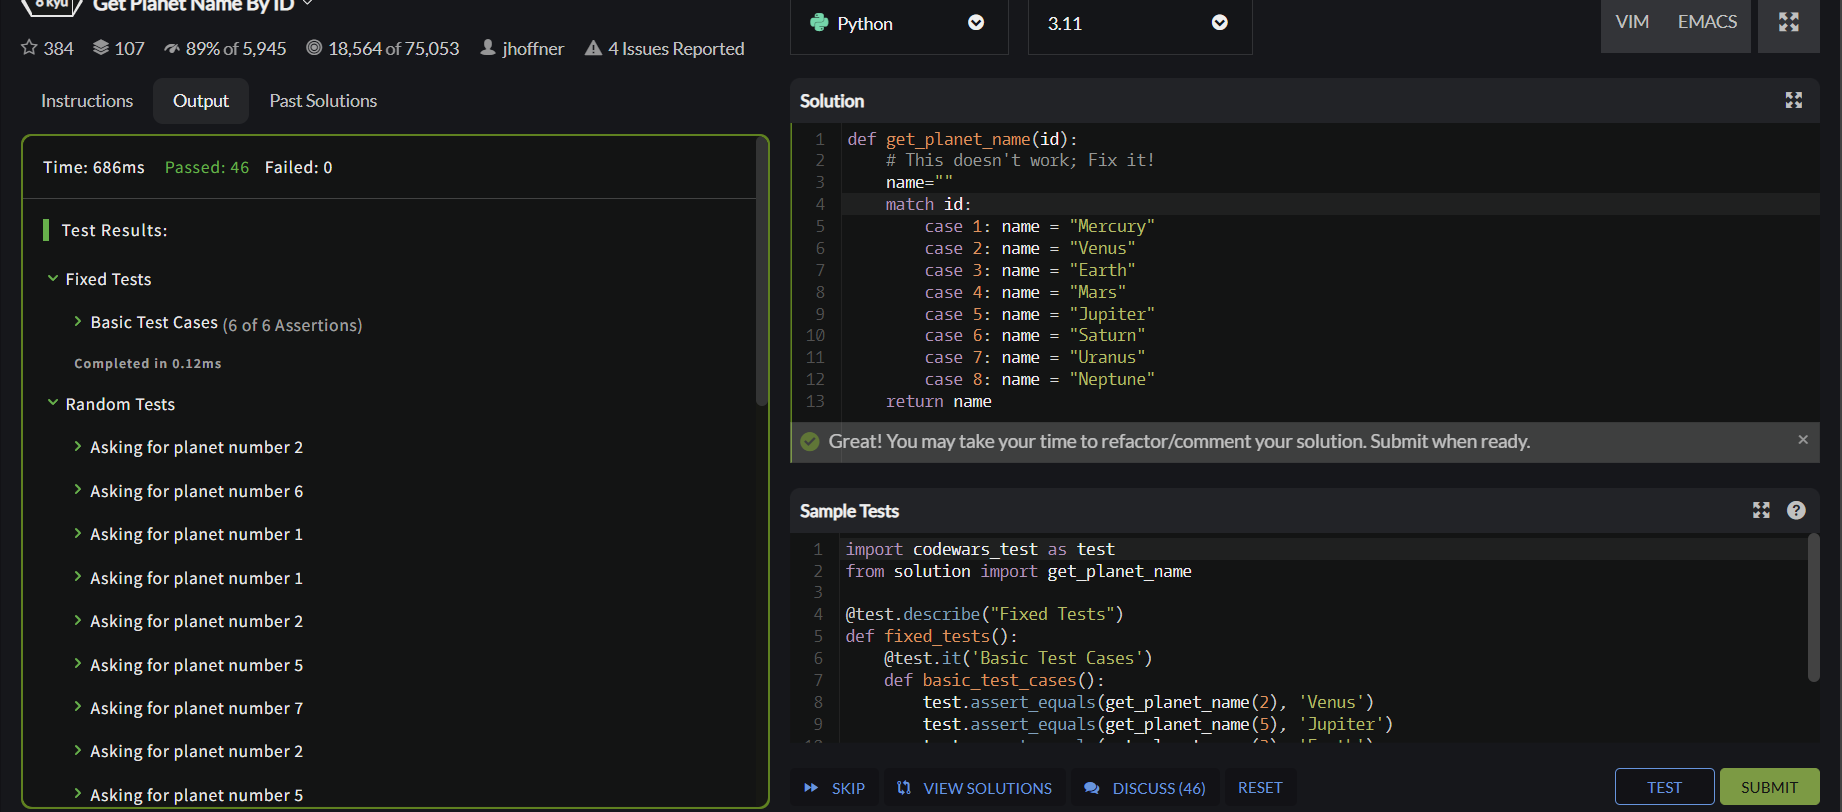 8 kyu Get Planet Name By ID
384 107 89% of 5,945 18,564 of 75,053 jhoffner 4 Issues Reported
Instructions Output Past Solutions
Time: 686ms Passed: 46 Failed: 0
Test Results:
Fixed Tests
Basic Test Cases (6 of 6 Assertions)
Completed in 0.12ms
Random Tests
Asking for planet number 2
Asking for planet number 6
Asking for planet number 1
Asking for planet number 1
Asking for planet number 2
Asking for planet number 5
Asking for planet number 7
Asking for planet number 2
Asking for planet number 5
Python 3.11 VIM EMACS
Solution
1 def get_planet_name(id):
2     # This doesn't work; Fix it!
3     name=""
4     match id:
5         case 1: name = "Mercury"
6         case 2: name = "Venus"
7         case 3: name = "Earth"
8         case 4: name = "Mars"
9         case 5: name = "Jupiter"
10         case 6: name = "Saturn"
11         case 7: name = "Uranus"
12         case 8: name = "Neptune"
13     return name
Great! You may take your time to refactor/comment your solution. Submit when ready. ×
Sample Tests
1 import codewars_test as test
2 from solution import get_planet_name
3
4 @test.describe("Fixed Tests")
5 def fixed_tests():
6     @test.it('Basic Test Cases')
7     def basic_test_cases():
8         test.assert_equals(get_planet_name(2), 'Venus')
9         test.assert_equals(get_planet_name(5), 'Jupiter')
SKIP VIEW SOLUTIONS DISCUSS (46) RESET TEST SUBMIT